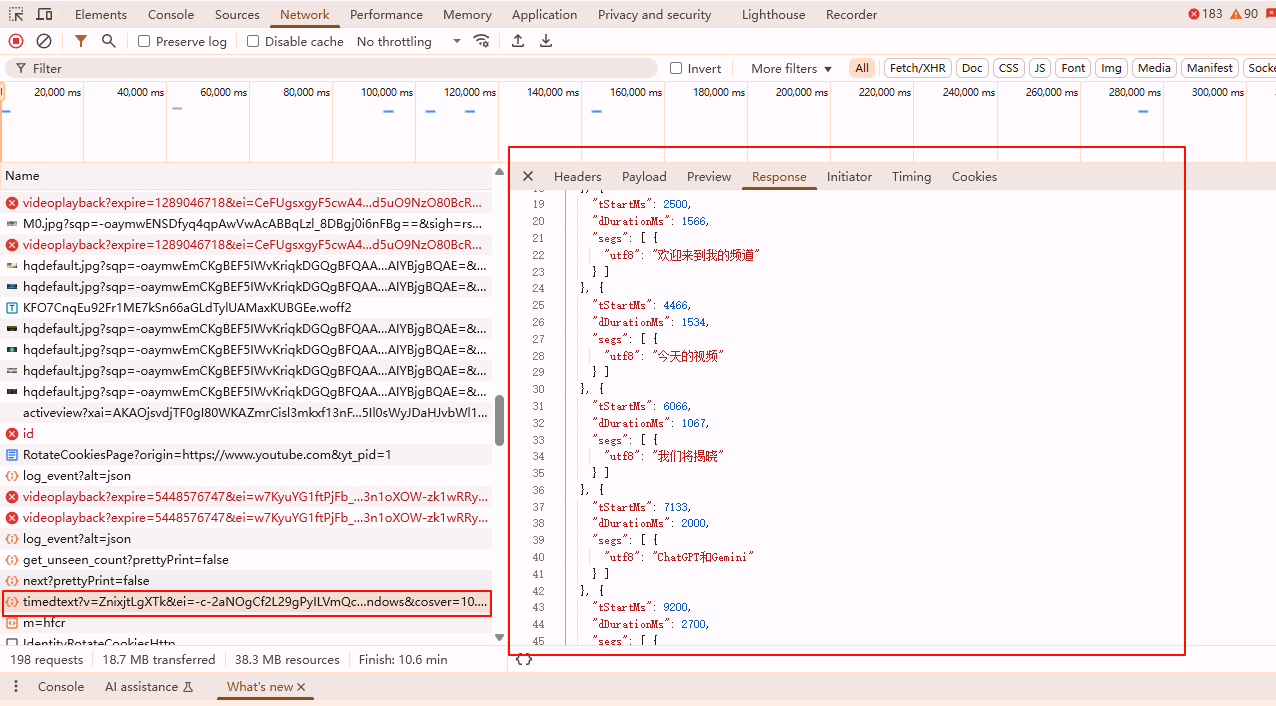 Elements Console Sources Network Performance Memory Application Privacy and security Lighthouse Recorder 183 90
Preserve log Disable cache No throttling
Filter Invert More filters All Fetch/XHR Doc CSS JS Font Img Media Manifest Socke
20,000 ms 40,000 ms 60,000 ms 80,000 ms 100,000 ms 120,000 ms 140,000 ms 160,000 ms 180,000 ms 200,000 ms 220,000 ms 240,000 ms 260,000 ms 280,000 ms 300,000 ms
Name
videoplayback?expire=1289046718&ei=CeFUgsxgyF5cwA4...d5uO9NzO80BcR...
M0.jpg?sqp=-oaymwENSDfyq4qpAwVwAcABBqLzl_8DBgj0i6nFBg==&sigh=rs...
videoplayback?expire=1289046718&ei=CeFUgsxgyF5cwA4...d5uO9NzO80BcR...
hqdefault.jpg?sqp=-oaymwEmCKgBEF5IWvKriqkDGQgBFQAA...AIYBjgBQAE=&...
hqdefault.jpg?sqp=-oaymwEmCKgBEF5IWvKriqkDGQgBFQAA...AIYBjgBQAE=&...
KFO7CnqEu92Fr1ME7kSn66aGLdTylUAMaxKUBGEe.woff2
hqdefault.jpg?sqp=-oaymwEmCKgBEF5IWvKriqkDGQgBFQAA...AIYBjgBQAE=&...
hqdefault.jpg?sqp=-oaymwEmCKgBEF5IWvKriqkDGQgBFQAA...AIYBjgBQAE=&...
hqdefault.jpg?sqp=-oaymwEmCKgBEF5IWvKriqkDGQgBFQAA...AIYBjgBQAE=&...
hqdefault.jpg?sqp=-oaymwEmCKgBEF5IWvKriqkDGQgBFQAA...AIYBjgBQAE=&...
activeview?xai=AKAOjsvdjTF0gI80WKAZmrCisl3mkxf13nF...5Il0sWyJDaHJvbWl1...
id
RotateCookiesPage?origin=https://www.youtube.com&yt_pid=1
log_event?alt=json
videoplayback?expire=5448576747&ei=w7KyuYG1ftPjFb_...3n1oXOW-zk1wRRy...
videoplayback?expire=5448576747&ei=w7KyuYG1ftPjFb_...3n1oXOW-zk1wRRy...
log_event?alt=json
get_unseen_count?prettyPrint=false
next?prettyPrint=false
timedtext?v=ZnixjtLgXTk&ei=-c-2aNOgCf2L29gPyILVmQc...ndows&cosver=10....
m=hfcr
IdentityRotateCookiesHttp
Headers Payload Preview Response Initiator Timing Cookies
18 }, {
19 "tStartMs": 2500,
20 "dDurationMs": 1566,
21 "segs": [ {
22 "utf8": "欢迎来到我的频道"
23 } ]
24 }, {
25 "tStartMs": 4466,
26 "dDurationMs": 1534,
27 "segs": [ {
28 "utf8": "今天的视频"
29 } ]
30 }, {
31 "tStartMs": 6066,
32 "dDurationMs": 1067,
33 "segs": [ {
34 "utf8": "我们将揭晓"
35 } ]
36 }, {
37 "tStartMs": 7133,
38 "dDurationMs": 2000,
39 "segs": [ {
40 "utf8": "ChatGPT和Gemini"
41 } ]
42 }, {
43 "tStartMs": 9200,
44 "dDurationMs": 2700,
45 "segs": [ {
198 requests 18.7 MB transferred 38.3 MB resources Finish: 10.6 min {}
Console AI assistance What's new